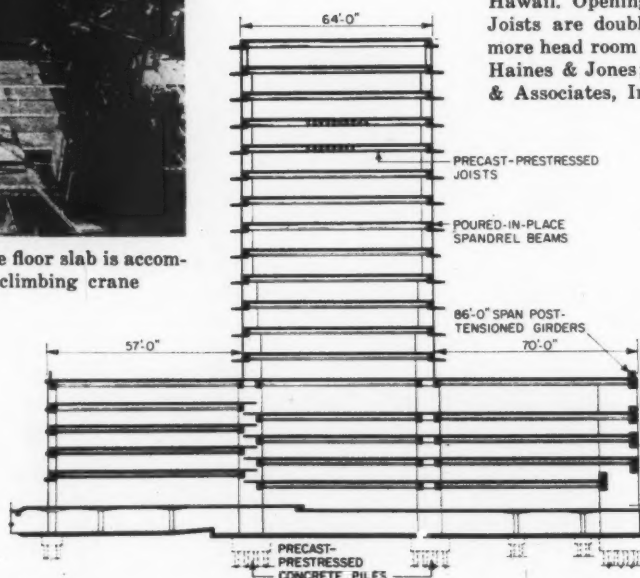 Hawaii. Opening
Joists are doubl
more head room
Haines & Jones
& Associates, In
64'-0"
PRECAST-PRESTRESSED
JOISTS
POURED-IN-PLACE
SPANDREL BEAMS
e floor slab is accom-
climbing crane
86'-0" SPAN POST-
TENSIONED GIRDERS
57'-0"
70'-0"
PRECAST-
PRESTRESSED
CONCRETE PILES